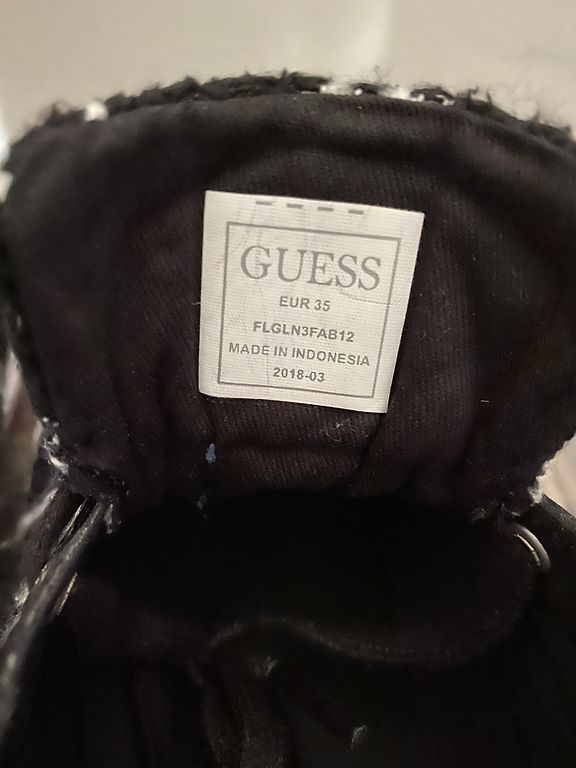 GUESS
EUR 35
FLGLN3FAB12
MADE IN INDONESIA
2018-03